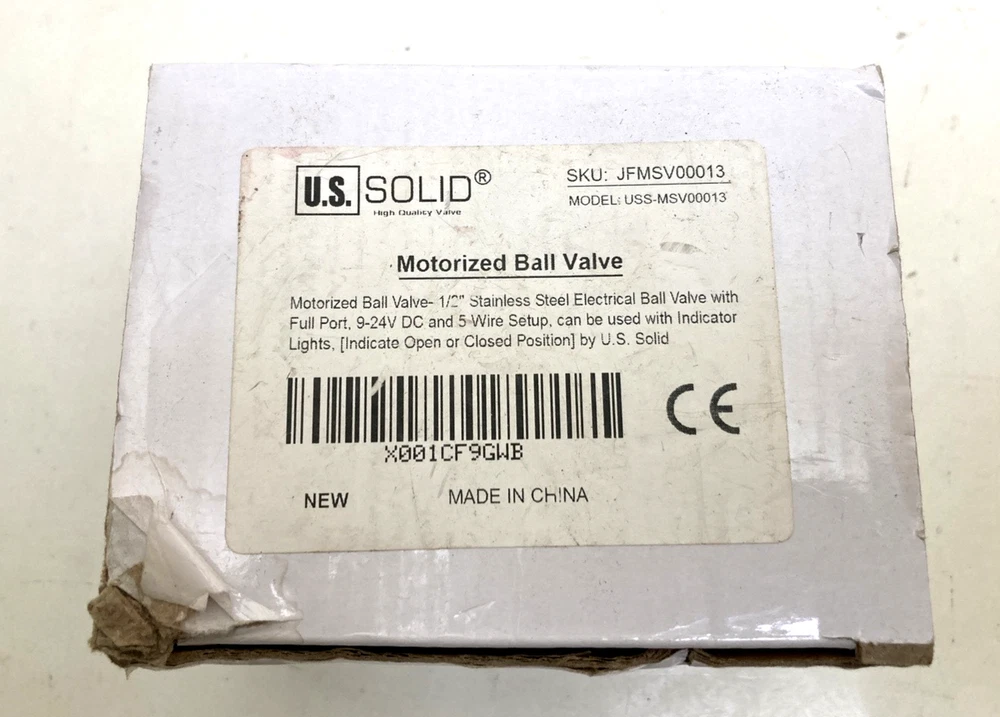 U.S. SOLID®
High Quality Valve
SKU: JFMSV00013
MODEL: USS-MSV00013
Motorized Ball Valve
Motorized Ball Valve- 1/2" Stainless Steel Electrical Ball Valve with
Full Port, 9-24V DC and 5 Wire Setup, can be used with Indicator
Lights, [Indicate Open or Closed Position] by U.S. Solid
X001CF9GWB
CE
NEW
MADE IN CHINA